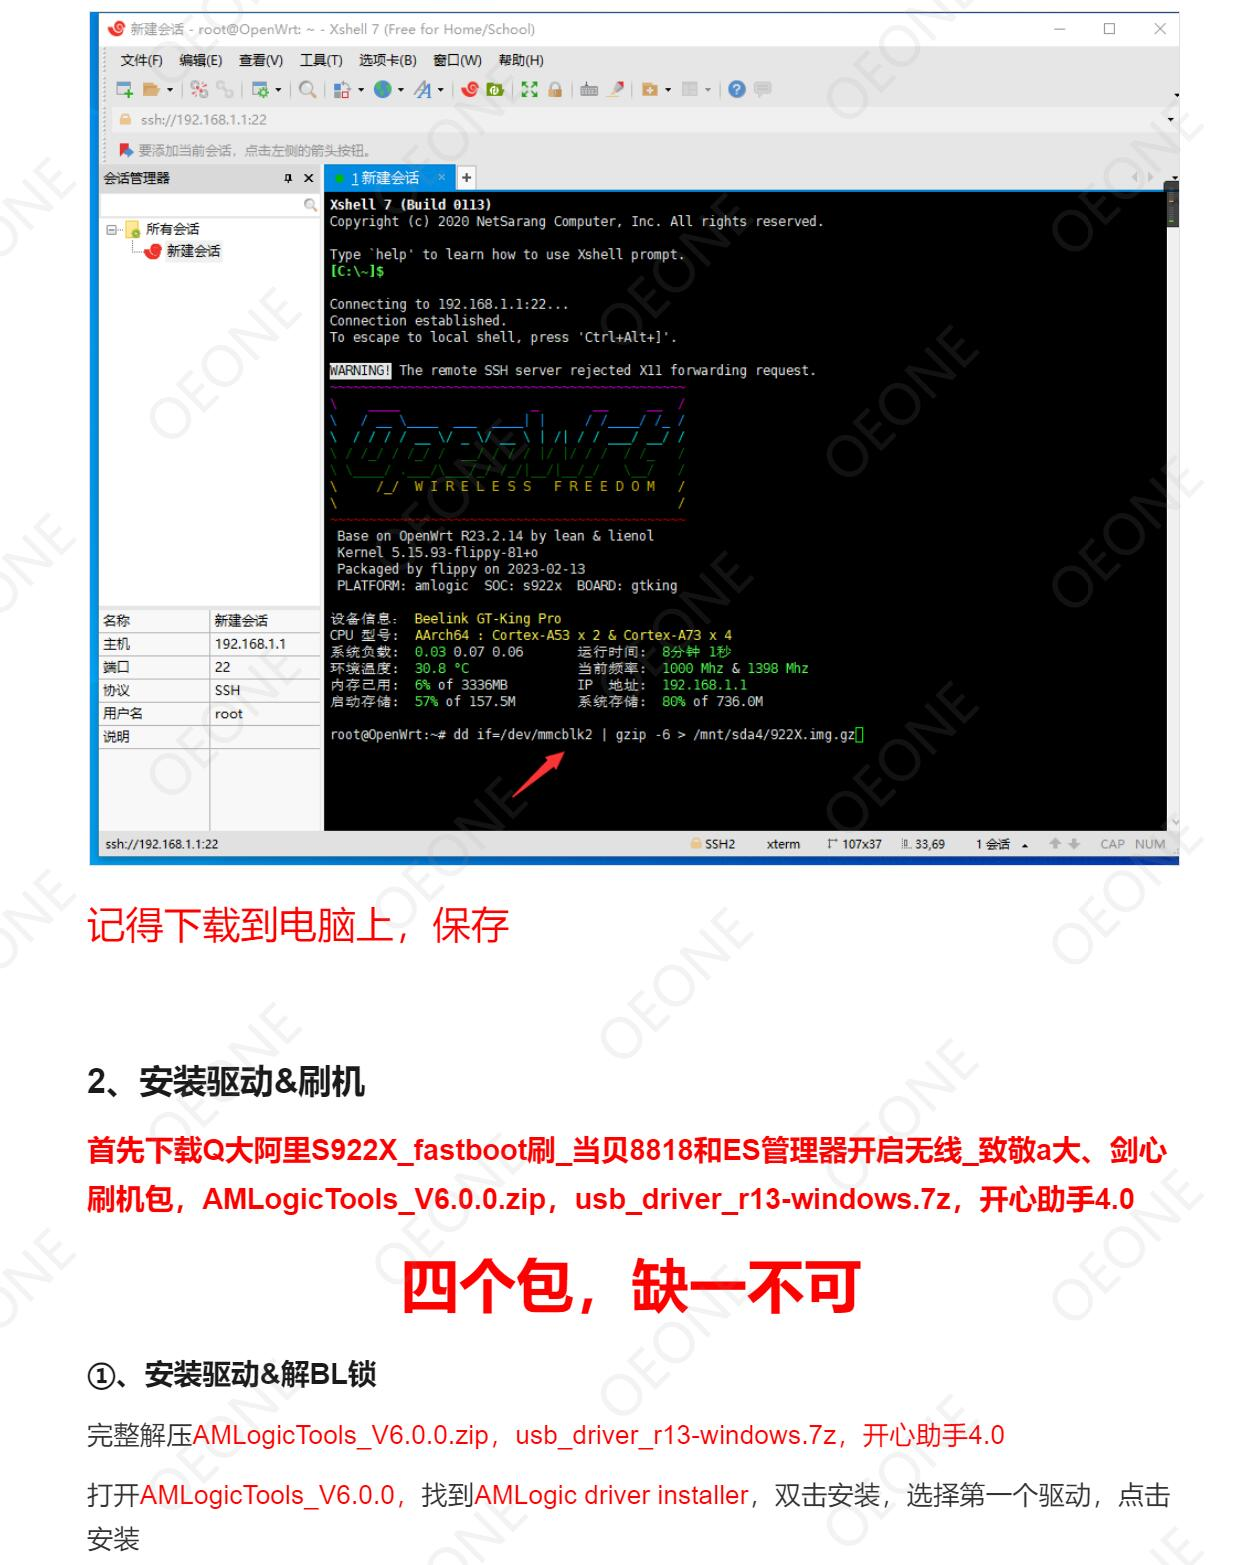 新建会话 - root@OpenWrt: ~ - Xshell 7 (Free for Home/School)
文件(F) 编辑(E) 查看(V) 工具(T) 选项卡(B) 窗口(W) 帮助(H)
ssh://192.168.1.1:22
要添加当前会话，点击左侧的箭头按钮。
会话管理器
1 新建会话
所有会话
新建会话
Xshell 7 (Build 0113)
Copyright (c) 2020 NetSarang Computer, Inc. All rights reserved.
Type `help' to learn how to use Xshell prompt.
[C:\~]$
Connecting to 192.168.1.1:22...
Connection established.
To escape to local shell, press 'Ctrl+Alt+]'.
WARNING! The remote SSH server rejected X11 forwarding request.
W I R E L E S S   F R E E D O M
Base on OpenWrt R23.2.14 by lean & lienol
Kernel 5.15.93-flippy-81+o
Packaged by flippy on 2023-02-13
PLATFORM: amlogic  SOC: s922x  BOARD: gtking
设备信息： Beelink GT-King Pro
CPU 型号： AArch64 : Cortex-A53 x 2 & Cortex-A73 x 4
系统负载： 0.03 0.07 0.06 运行时间： 8分钟 1秒
环境温度： 30.8 °C 当前频率： 1000 Mhz & 1398 Mhz
内存已用： 6% of 3336MB IP 地址： 192.168.1.1
启动存储： 57% of 157.5M 系统存储： 80% of 736.0M
root@OpenWrt:~# dd if=/dev/mmcblk2 | gzip -6 > /mnt/sda4/922X.img.gz
名称 新建会话
主机 192.168.1.1
端口 22
协议 SSH
用户名 root
说明
ssh://192.168.1.1:22 SSH2 xterm 107x37 33,69 1 会话 CAP NUM
记得下载到电脑上，保存
2、安装驱动&刷机
首先下载Q大阿里S922X_fastboot刷_当贝8818和ES管理器开启无线_致敬a大、剑心
刷机包，AMLogicTools_V6.0.0.zip，usb_driver_r13-windows.7z，开心助手4.0
四个包，缺一不可
①、安装驱动&解BL锁
完整解压AMLogicTools_V6.0.0.zip，usb_driver_r13-windows.7z，开心助手4.0
打开AMLogicTools_V6.0.0，找到AMLogic driver installer，双击安装，选择第一个驱动，点击
安装
OEONE